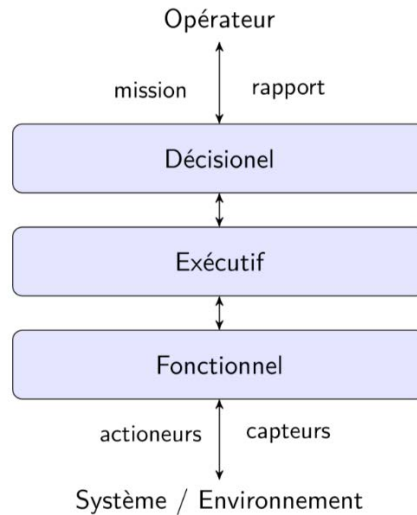 Opérateur
mission rapport
Décisionel
Exécutif
Fonctionnel
actioneurs capteurs
Système / Environnement